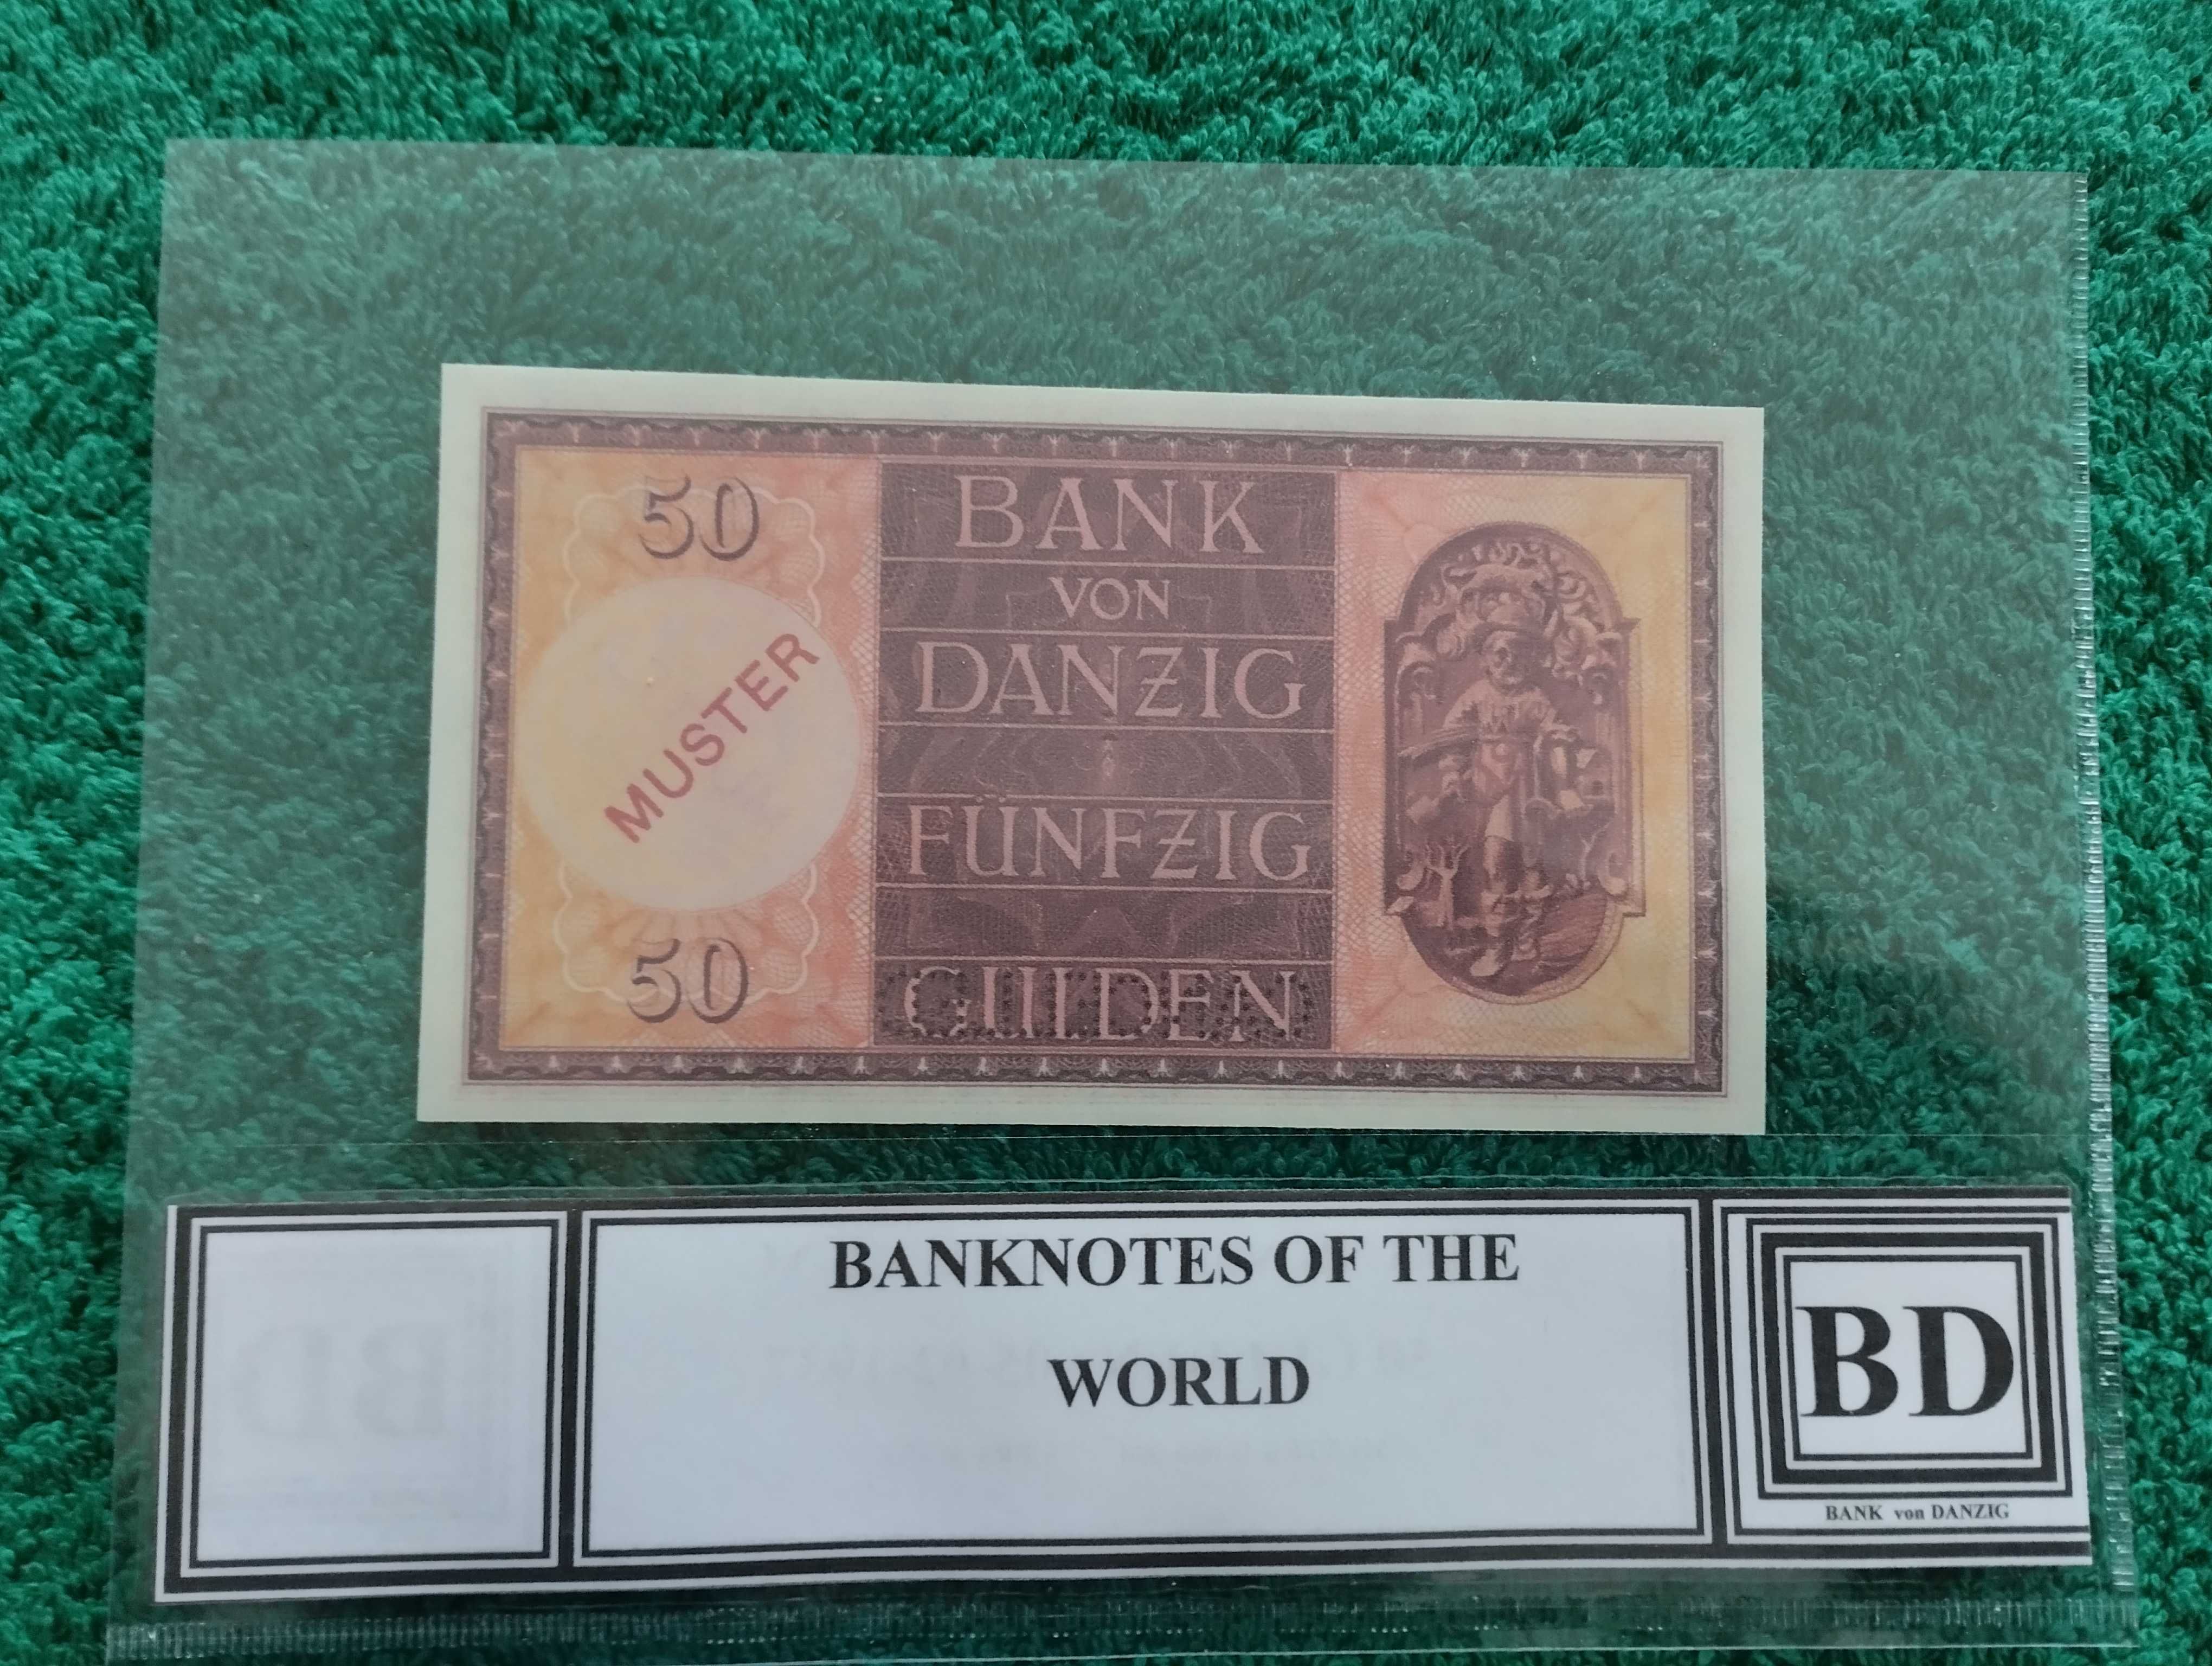 50
MUSTER
50
BANK
VON
DANZIG
FÜNFZIG
GULDEN
BANKNOTES OF THE
WORLD
BD
BANK von DANZIG